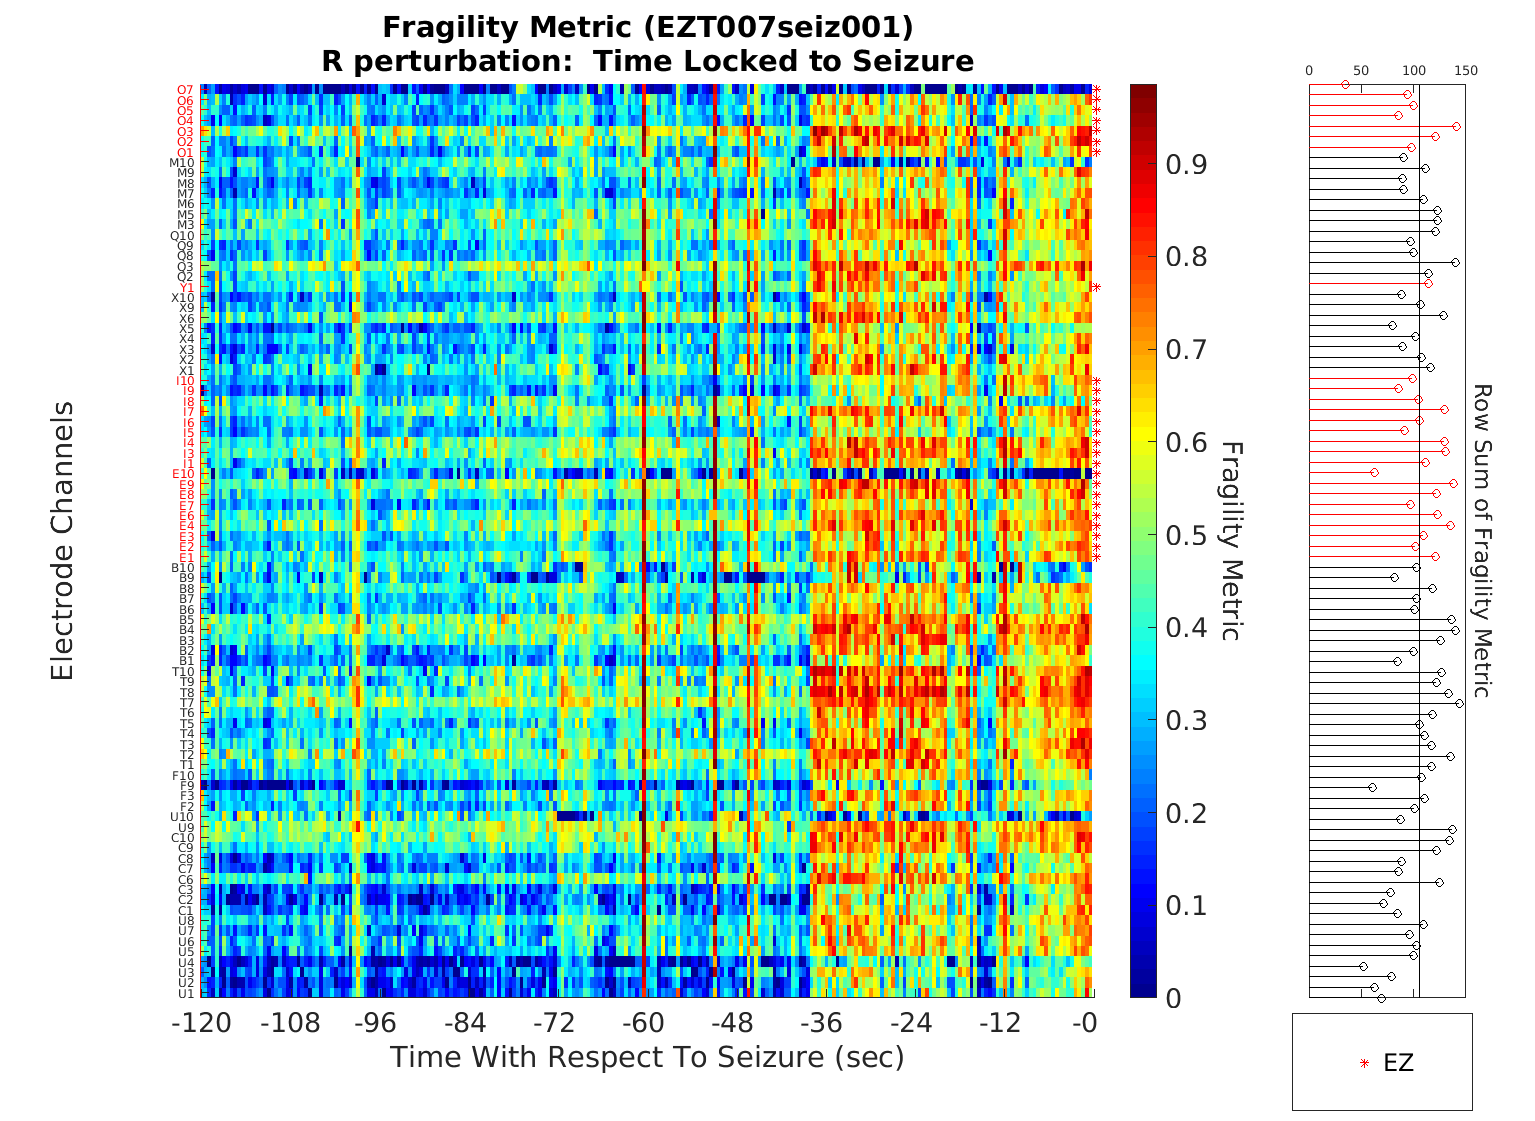 Fragility Metric (EZT007seiz001)
R perturbation: Time Locked to Seizure
Electrode Channels
O7
O6
O5
O4
O3
O2
O1
M10
M9
M8
M7
M6
M5
M3
Q10
Q9
Q8
Q3
Q2
Y1
X10
X9
X6
X5
X4
X3
X2
X1
I10
I9
I8
I7
I6
I5
I4
I3
I1
E10
E9
E8
E7
E6
E4
E3
E2
E1
B10
B9
B8
B7
B6
B5
B4
B3
B2
B1
T10
T9
T8
T7
T6
T5
T4
T3
T2
T1
F10
F9
F3
F2
U10
U9
C10
C9
C8
C7
C6
C3
C2
C1
U8
U7
U6
U5
U4
U3
U2
U1
-120 -108 -96 -84 -72 -60 -48 -36 -24 -12 -0
Time With Respect To Seizure (sec)
0.9
0.8
0.7
0.6
0.5
0.4
0.3
0.2
0.1
0
Fragility Metric
0 50 100 150
Row Sum of Fragility Metric
EZ